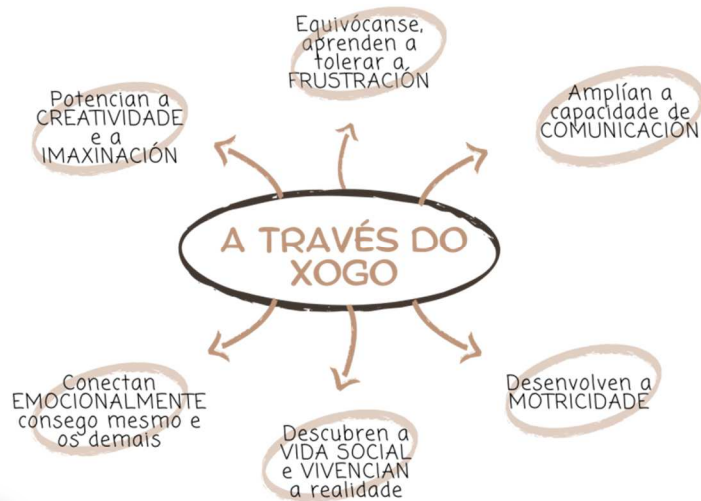 Equivócanse,
aprenden a
tolerar a
FRUSTRACIÓN
Potencian a
CREATIVIDADE
e a
IMAXINACIÓN
Amplían a
capacidade de
COMUNICACIÓN
A TRAVÉS DO
XOGO
Conectan
EMOCIONALMENTE
consego mesmo e
os demais
Descubren a
VIDA SOCIAL
e VIVENCIAN
a realidade
Desenvolven a
MOTRICIDADE